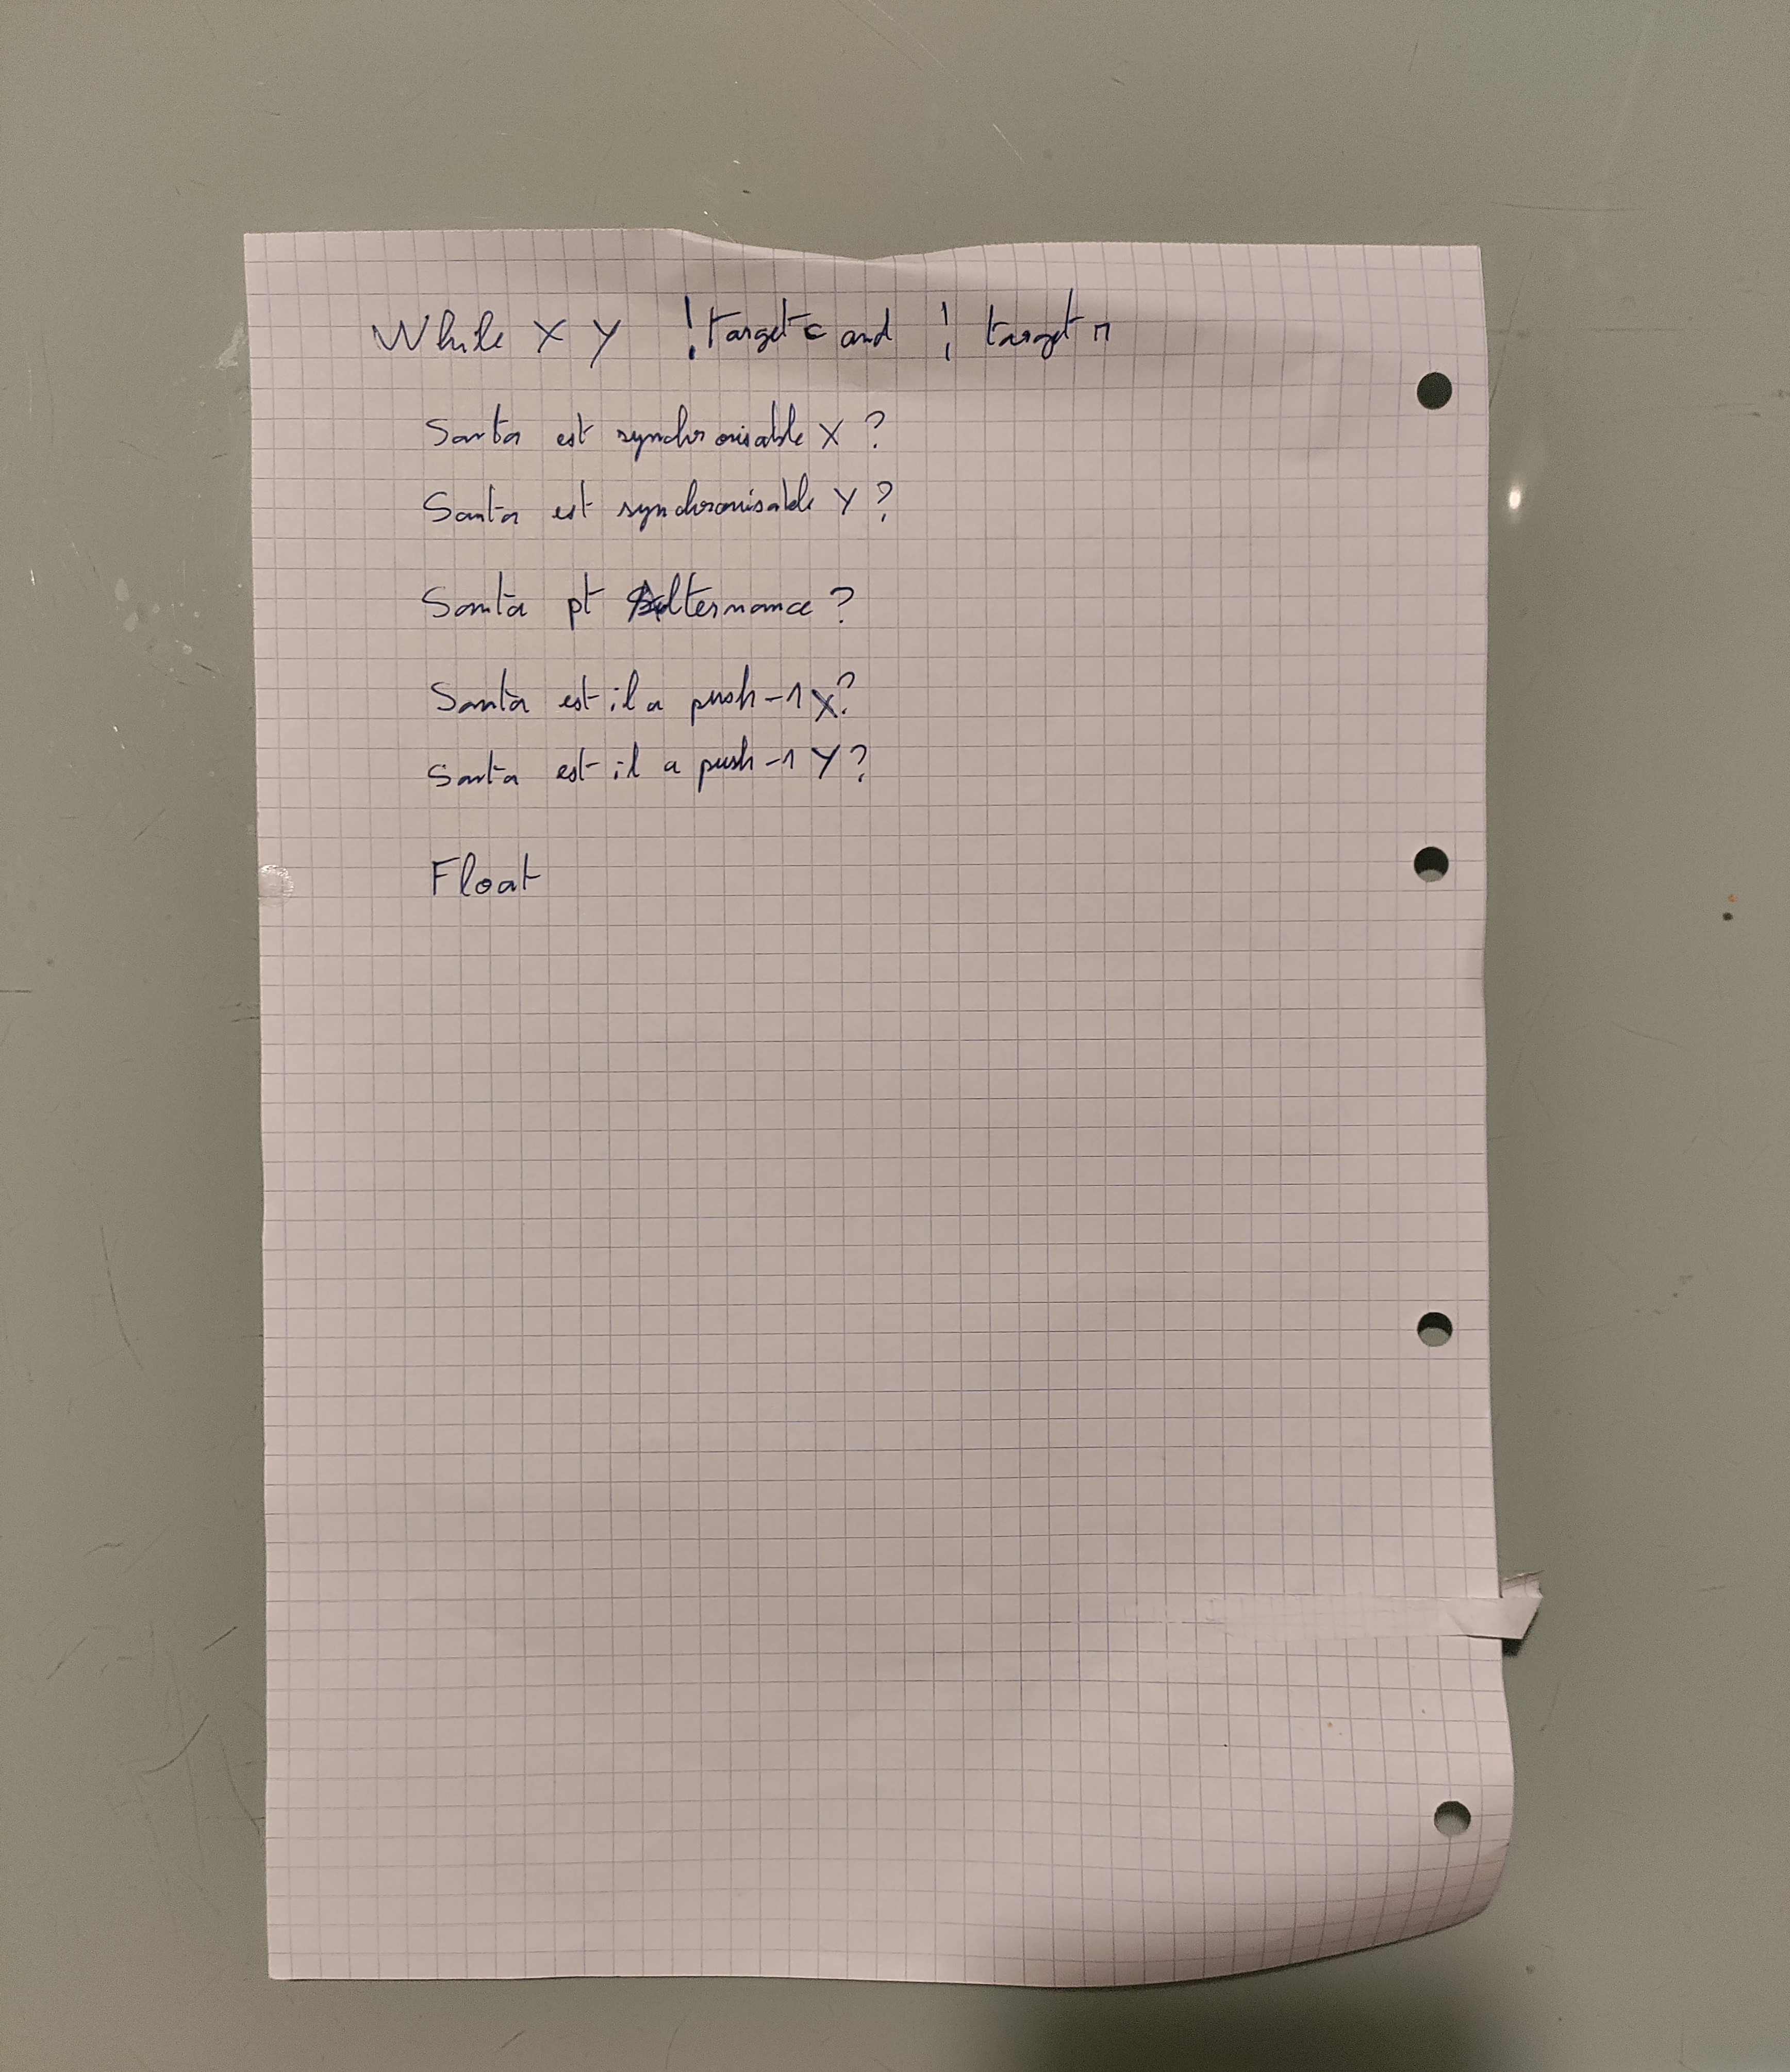 While X Y ! target c and ! target n
Santa est synchronisable X ?
Santa est synchronisable Y ?
Santa pt Alternance ?
Santa est-il a push -1 X ?
Santa est-il a push -1 Y ?
Float